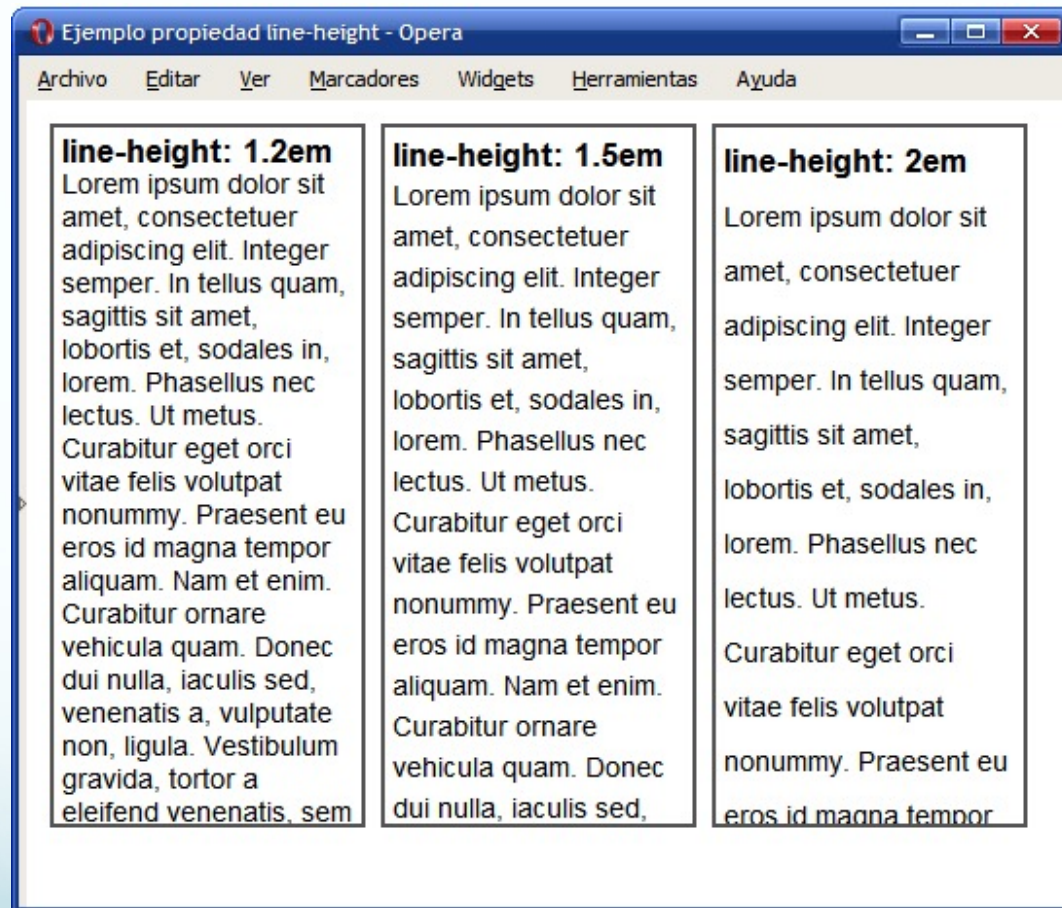 Ejemplo propiedad line-height - Opera
Archivo Editar Ver Marcadores Widgets Herramientas Ayuda
line-height: 1.2em
Lorem ipsum dolor sit
amet, consectetuer
adipiscing elit. Integer
semper. In tellus quam,
sagittis sit amet,
lobortis et, sodales in,
lorem. Phasellus nec
lectus. Ut metus.
Curabitur eget orci
vitae felis volutpat
nonummy. Praesent eu
eros id magna tempor
aliquam. Nam et enim.
Curabitur ornare
vehicula quam. Donec
dui nulla, iaculis sed,
venenatis a, vulputate
non, ligula. Vestibulum
gravida, tortor a
eleifend venenatis, sem
line-height: 1.5em
Lorem ipsum dolor sit
amet, consectetuer
adipiscing elit. Integer
semper. In tellus quam,
sagittis sit amet,
lobortis et, sodales in,
lorem. Phasellus nec
lectus. Ut metus.
Curabitur eget orci
vitae felis volutpat
nonummy. Praesent eu
eros id magna tempor
aliquam. Nam et enim.
Curabitur ornare
vehicula quam. Donec
dui nulla, iaculis sed,
line-height: 2em
Lorem ipsum dolor sit
amet, consectetuer
adipiscing elit. Integer
semper. In tellus quam,
sagittis sit amet,
lobortis et, sodales in,
lorem. Phasellus nec
lectus. Ut metus.
Curabitur eget orci
vitae felis volutpat
nonummy. Praesent eu
eros id magna tempor